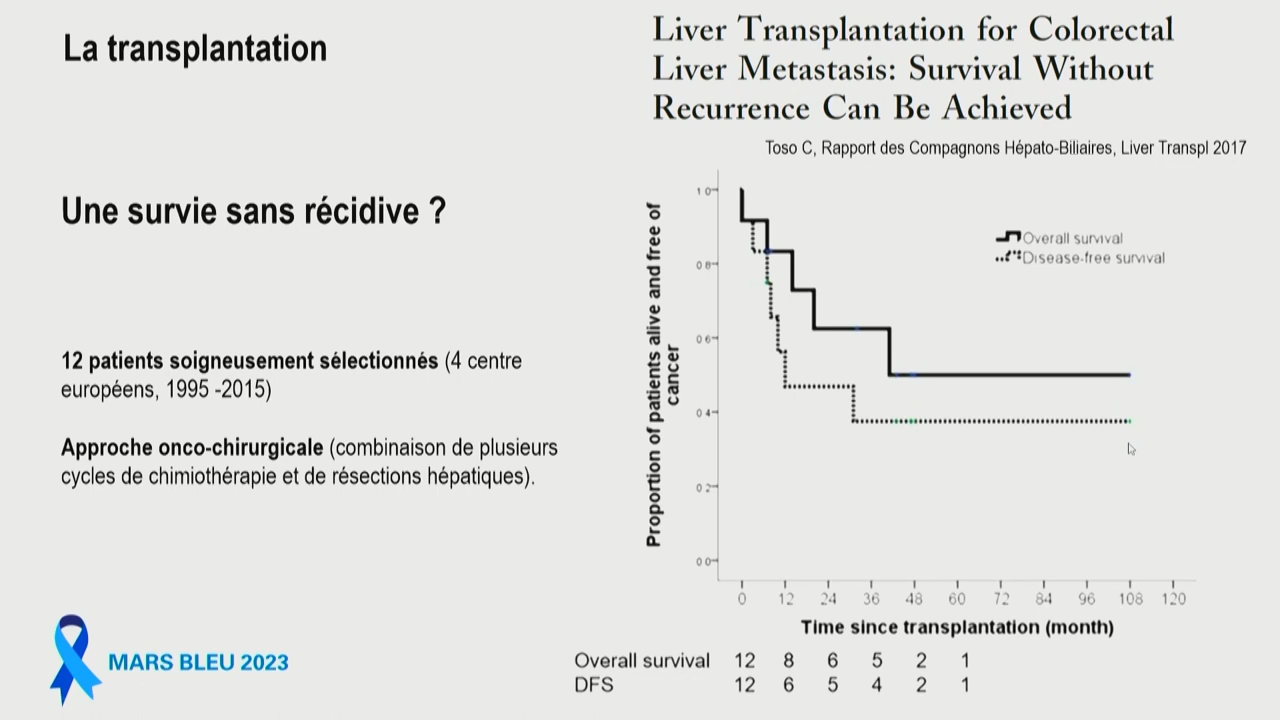 La transplantation
Liver Transplantation for Colorectal
Liver Metastasis: Survival Without
Recurrence Can Be Achieved
Toso C, Rapport des Compagnons Hépato-Biliaires, Liver Transpl 2017
Une survie sans récidive ?
12 patients soigneusement sélectionnés (4 centre
européens, 1995 -2015)
Approche onco-chirurgicale (combinaison de plusieurs
cycles de chimiothérapie et de résections hépatiques).
MARS BLEU 2023
Proportion of patients alive and free of
cancer
1 0
0 8
0 6
0 4
0 2
0 0
Overall survival
Disease-free survival
0 12 24 36 48 60 72 84 96 108 120
Time since transplantation (month)
Overall survival 12 8 6 5 2 1
DFS 12 6 5 4 2 1